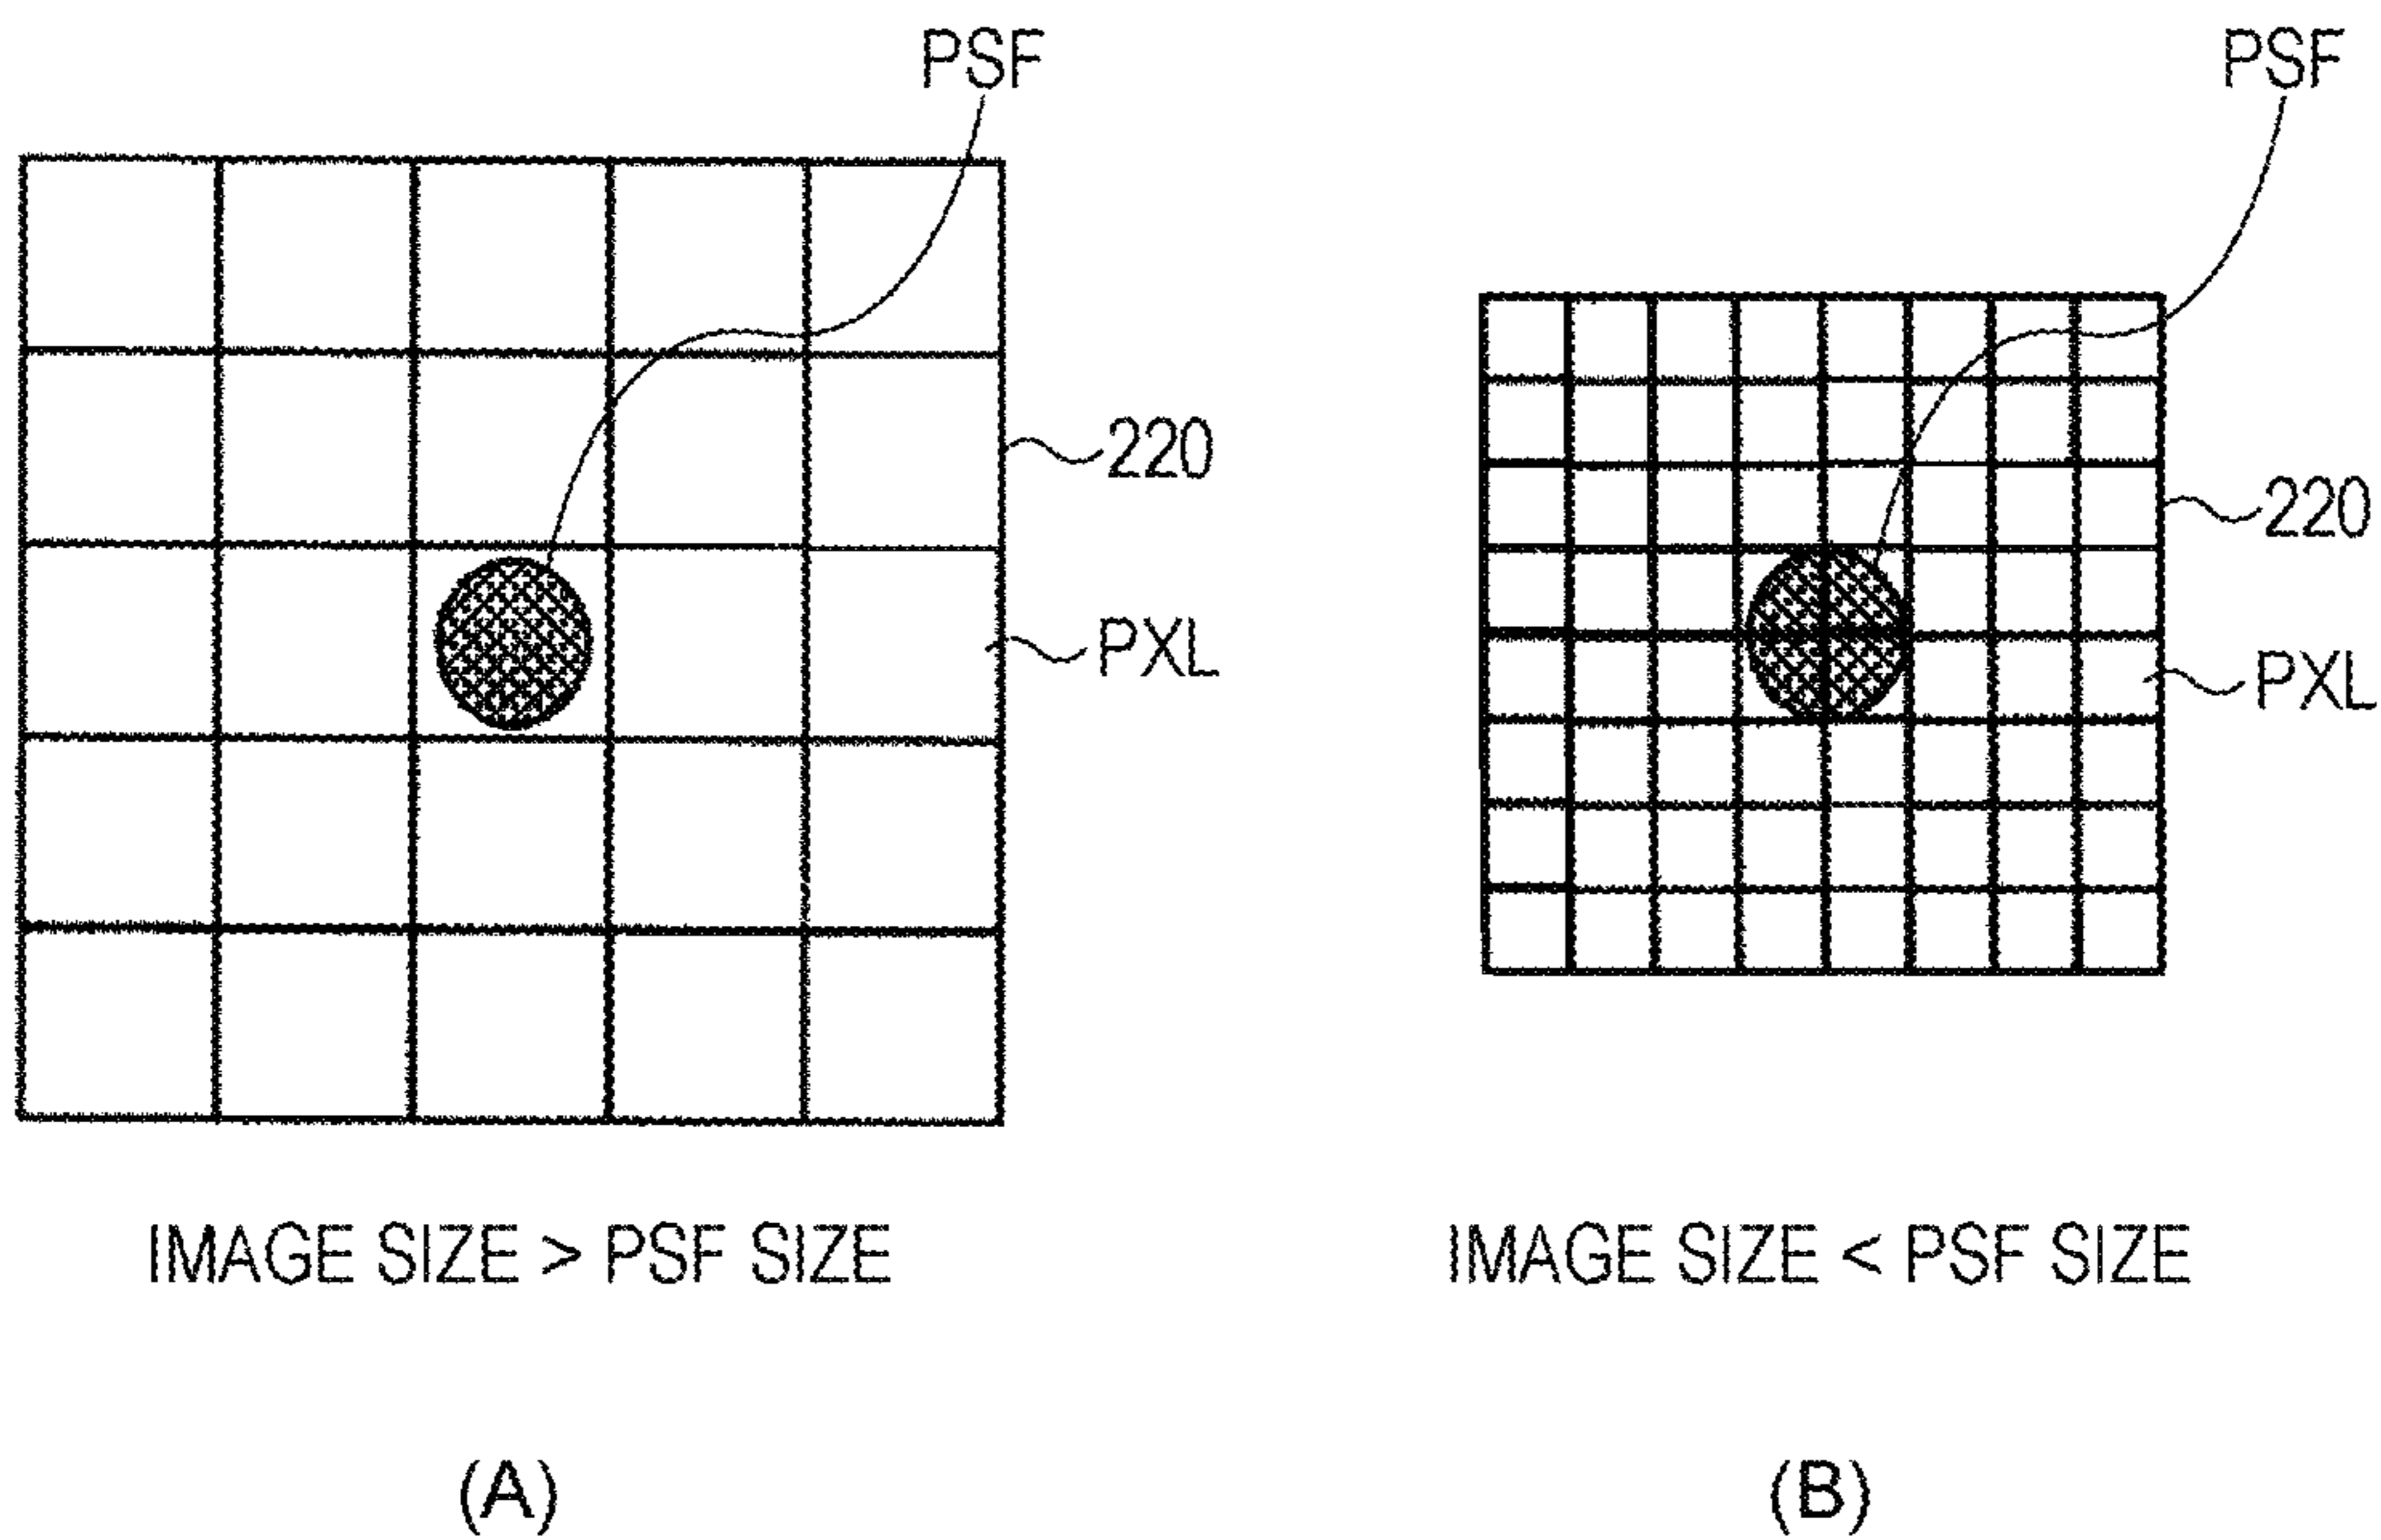 PSF
PSF
220
220
PXL
PXL
IMAGE SIZE > PSF SIZE
IMAGE SIZE < PSF SIZE
(A)
(B)